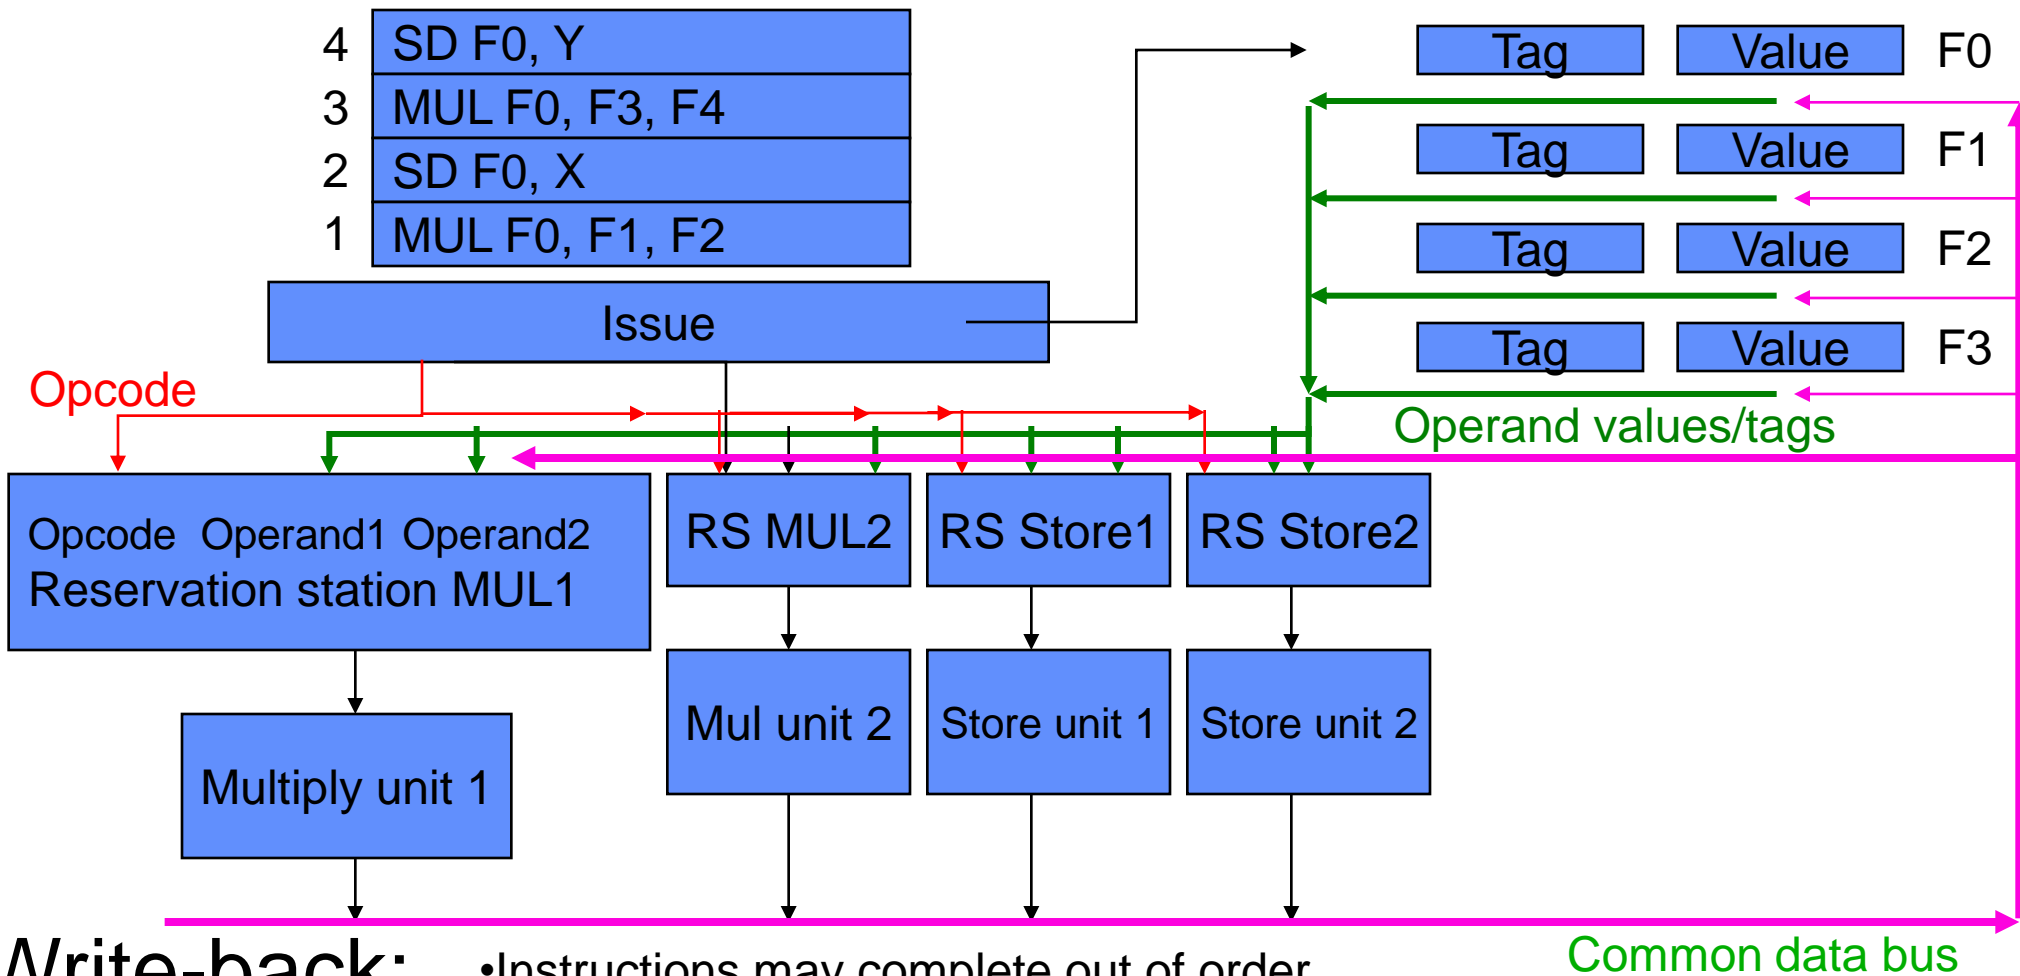 4 SD F0, Y
3 MUL F0, F3, F4
2 SD F0, X
1 MUL F0, F1, F2
Issue
Tag Value F0
Tag Value F1
Tag Value F2
Tag Value F3
Opcode
Operand values/tags
Opcode Operand1 Operand2
Reservation station MUL1
RS MUL2
RS Store1
RS Store2
Multiply unit 1
Mul unit 2
Store unit 1
Store unit 2
Common data bus
Write-back:
•Instructions may complete out of order